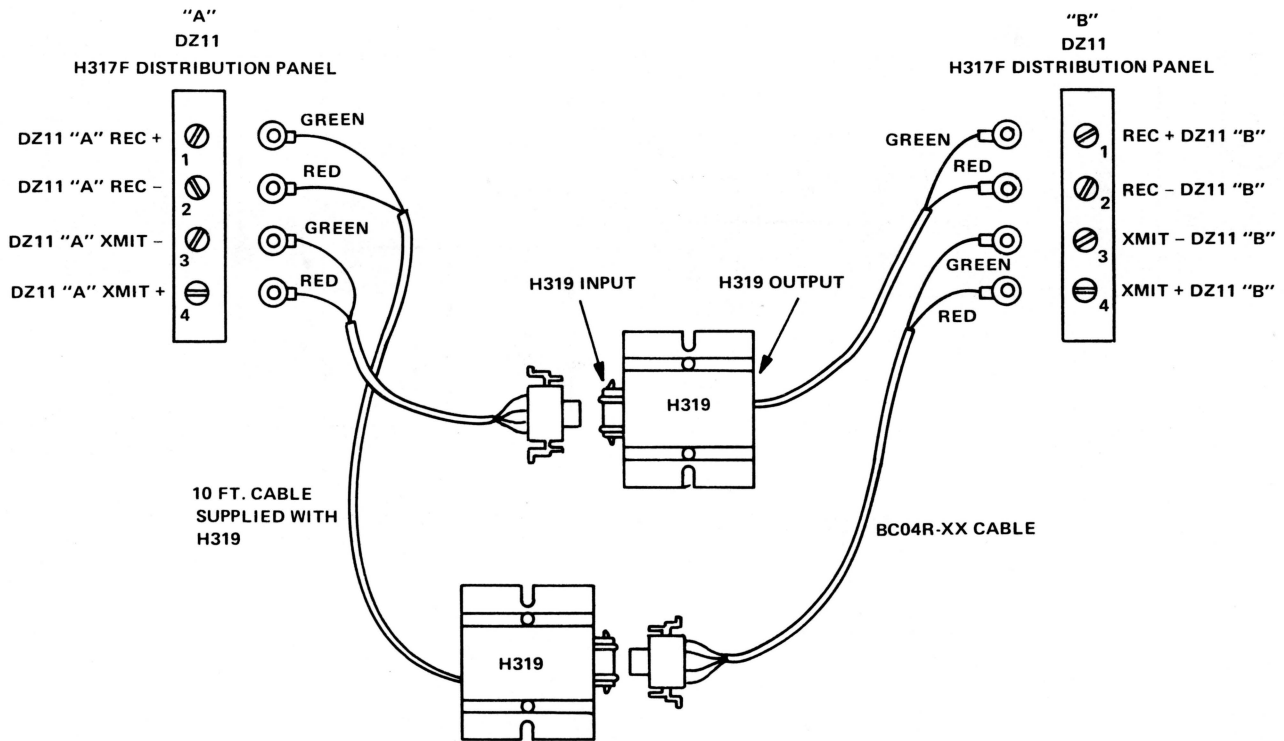 "A"
DZ11
H317F DISTRIBUTION PANEL
"B"
DZ11
H317F DISTRIBUTION PANEL
DZ11 "A" REC +
DZ11 "A" REC −
DZ11 "A" XMIT −
DZ11 "A" XMIT +
1
2
3
4
GREEN
RED
GREEN
RED
GREEN
RED
GREEN
RED
1
2
3
4
REC + DZ11 "B"
REC − DZ11 "B"
XMIT − DZ11 "B"
XMIT + DZ11 "B"
H319 INPUT
H319 OUTPUT
H319
10 FT. CABLE
SUPPLIED WITH
H319
BC04R-XX CABLE
H319